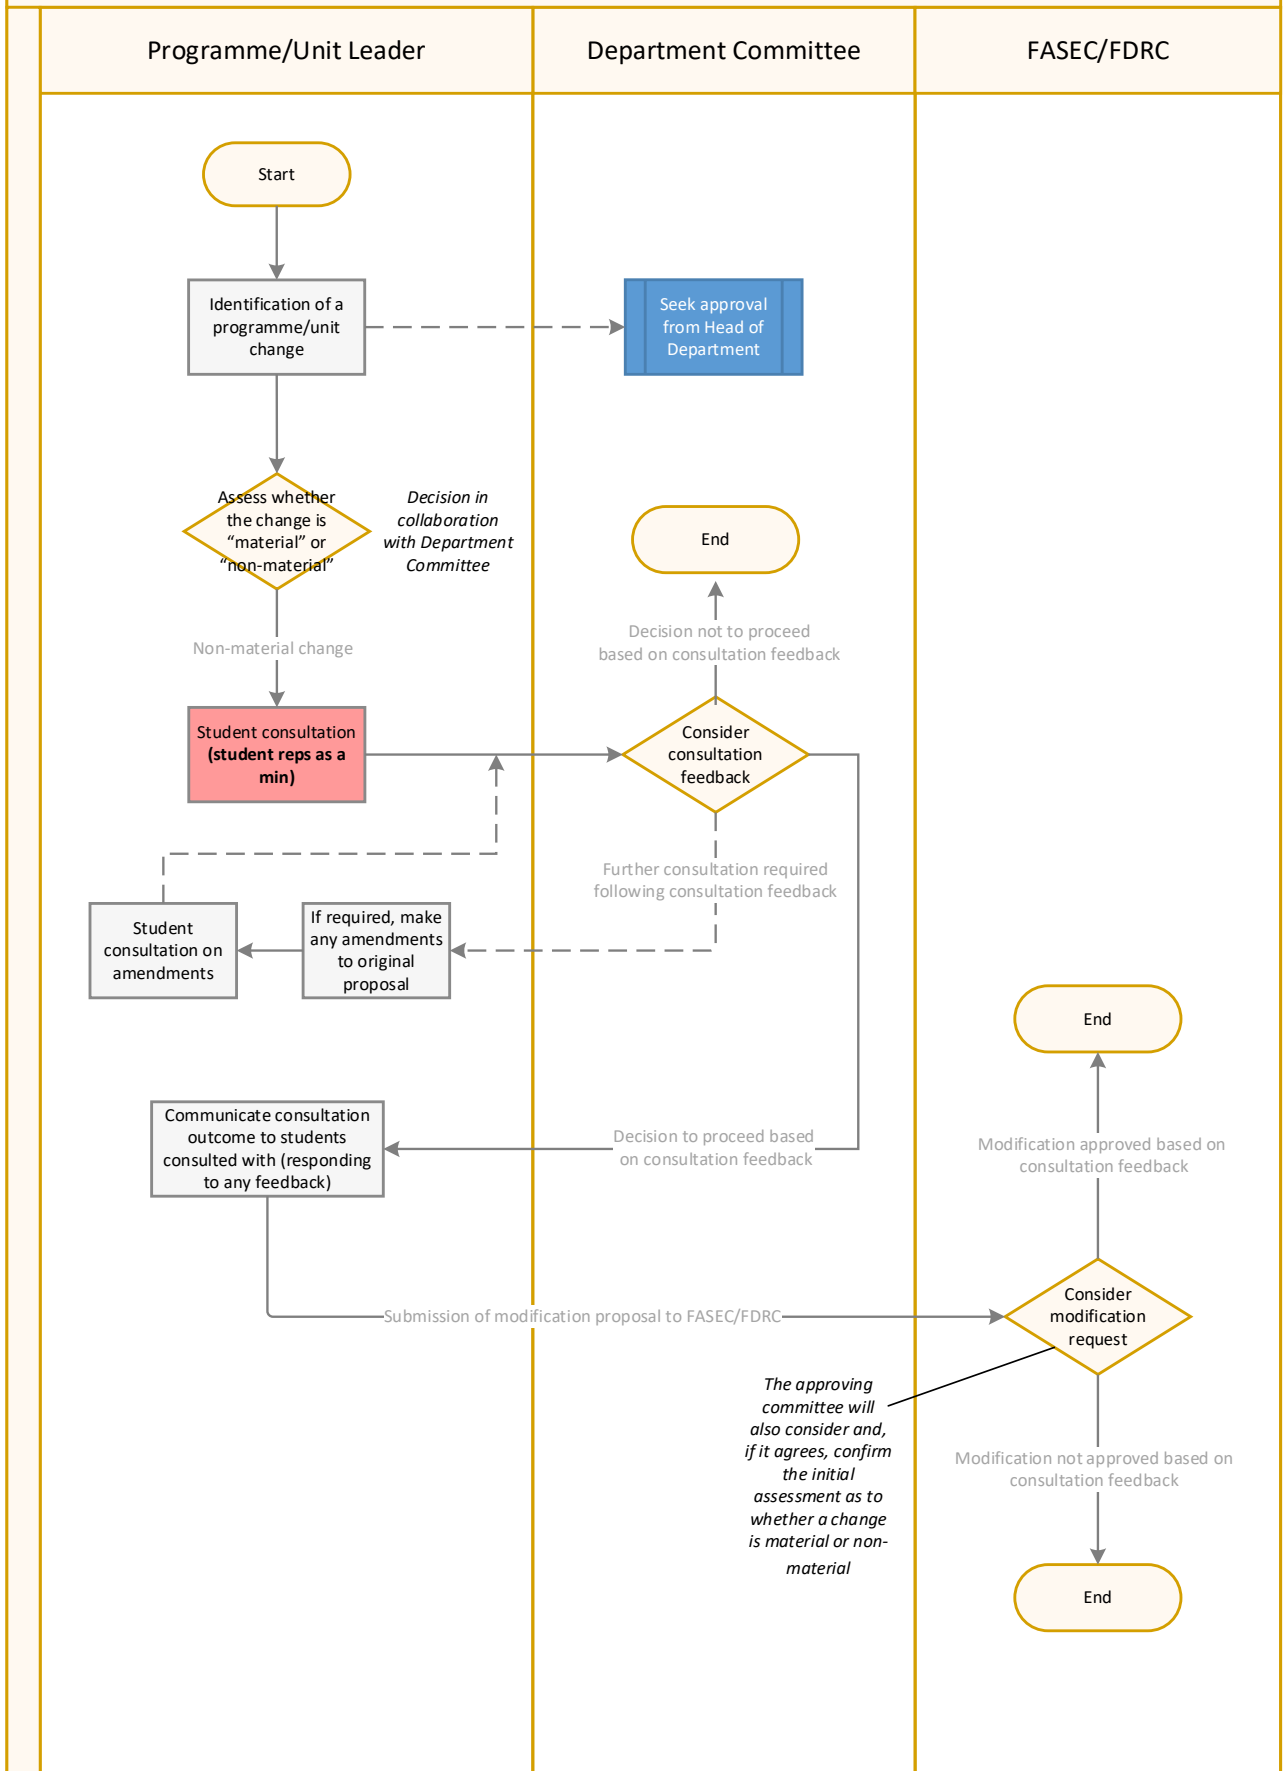 Programme/Unit Leader
Department Committee
FASEC/FDRC
Start
Identification of a
programme/unit
change
Seek approval
from Head of
Department
Assess whether
the change is
“material” or
“non-material”
Decision in
collaboration
with Department
Committee
End
Decision not to proceed
based on consultation feedback
Non-material change
Student consultation
(student reps as a
min)
Consider
consultation
feedback
Further consultation required
following consultation feedback
Student
consultation on
amendments
If required, make
any amendments
to original
proposal
End
Communicate consultation
outcome to students
consulted with (responding
to any feedback)
Decision to proceed based
on consultation feedback
Modification approved based on
consultation feedback
Submission of modification proposal to FASEC/FDRC
Consider
modification
request
The approving
committee will
also consider and,
if it agrees, confirm
the initial
assessment as to
whether a change
is material or non-
material
Modification not approved based on
consultation feedback
End